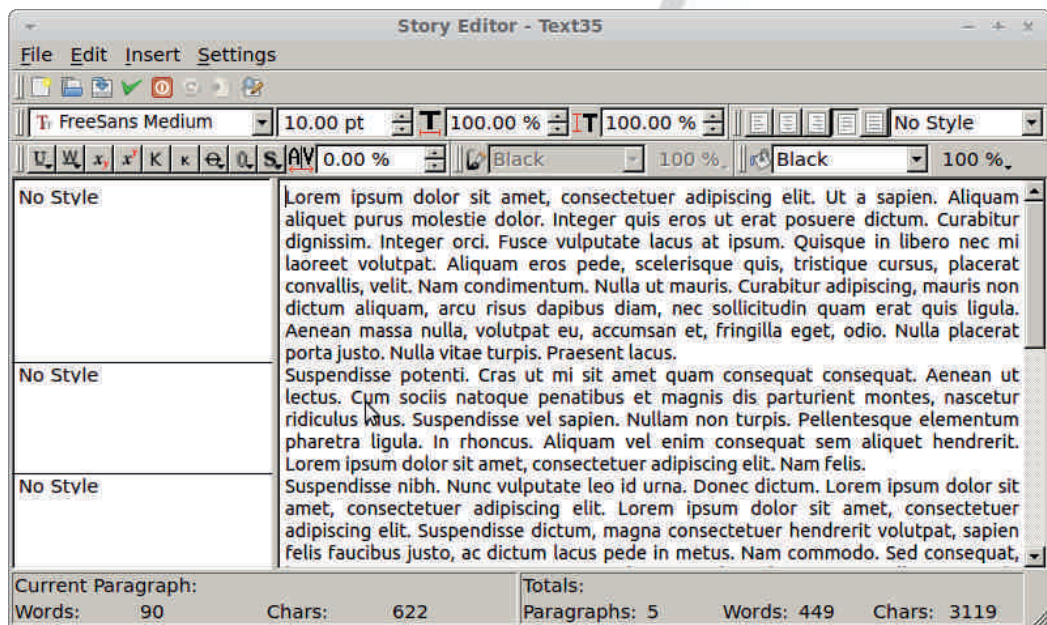 Story Editor - Text35
File Edit Insert Settings
FreeSans Medium 10.00 pt 100.00 % 100.00 % No Style
0.00 % Black 100 % Black 100 %
No Style
Lorem ipsum dolor sit amet, consectetuer adipiscing elit. Ut a sapien. Aliquam
aliquet purus molestie dolor. Integer quis eros ut erat posuere dictum. Curabitur
dignissim. Integer orci. Fusce vulputate lacus at ipsum. Quisque in libero nec mi
laoreet volutpat. Aliquam eros pede, scelerisque quis, tristique cursus, placerat
convallis, velit. Nam condimentum. Nulla ut mauris. Curabitur adipiscing, mauris non
dictum aliquam, arcu risus dapibus diam, nec sollicitudin quam erat quis ligula.
Aenean massa nulla, volutpat eu, accumsan et, fringilla eget, odio. Nulla placerat
porta justo. Nulla vitae turpis. Praesent lacus.
No Style
Suspendisse potenti. Cras ut mi sit amet quam consequat consequat. Aenean ut
lectus. Cum sociis natoque penatibus et magnis dis parturient montes, nascetur
ridiculus mus. Suspendisse vel sapien. Nullam non turpis. Pellentesque elementum
pharetra ligula. In rhoncus. Aliquam vel enim consequat sem aliquet hendrerit.
Lorem ipsum dolor sit amet, consectetuer adipiscing elit. Nam felis.
No Style
Suspendisse nibh. Nunc vulputate leo id urna. Donec dictum. Lorem ipsum dolor sit
amet, consectetuer adipiscing elit. Lorem ipsum dolor sit amet, consectetuer
adipiscing elit. Suspendisse dictum, magna consectetuer hendrerit volutpat, sapien
felis faucibus justo, ac dictum lacus pede in metus. Nam commodo. Sed consequat,
Current Paragraph: Totals:
Words: 90 Chars: 622 Paragraphs: 5 Words: 449 Chars: 3119